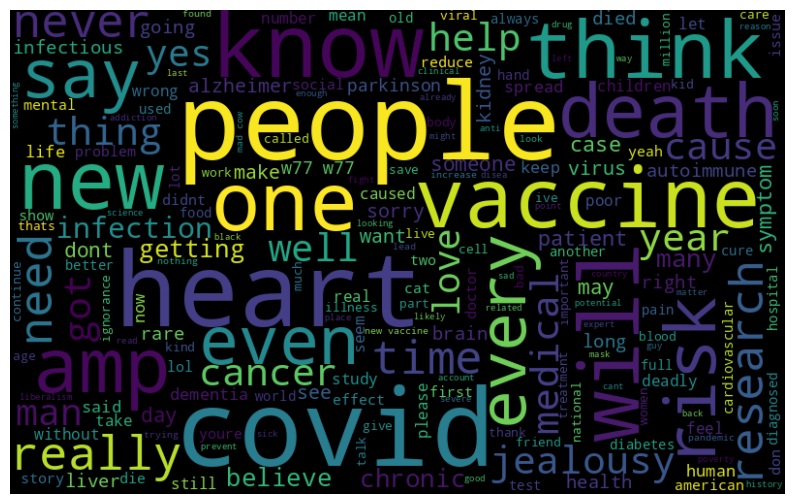 never
going
yes
infectious
found
viral
always
number
mean
old
drug
died
let
care
issue
reason
million
know
help
think
say
last
clinical
reduce
left
way
wrong
alzheimer
social
parkinson
hand
spread
children
kid
something
mental
used
enough
already
kidney
body
might
anti
look
soon
people
death
thing
addiction
mad cow
called
someone
case
cause
life
problem
work
w77 w77
save
increase
disea
keep
virus
yeah
autoimmune
lot
make
new
one
vaccine
show
didnt
food
caused
sorry
fight
ive
point
poor
symptom
thats
science
looking
infection
black
live
year
dont
getting
well
want
lead
cell
patient
cure
need
better
nothing
much
two
another
many
continue
got
ignorance
now
heart
real
cat
part
love
every
doctor
sad
bad
medical
important
may
country
right
pain
hospital
rare
even
illness
seem
new vaccine
likely
related
potential
matter
risk
research
age
read
kind
time
brain
long
blood
expert
mask
guy
cardiovascular
lol
cancer
study
full
deadly
amp
liberalism
dementia
world
see
effect
first
account
severe
treatment
will
cant
women
back
diagnosed
man
said
day
please
thank
national
feel
pandemic
without
take
trying
youre
give
covid
friend
diabetes
don
really
prevent
sick
talk
jealousy
human
poverty
story
die
liver
still
believe
chronic
good
test
health
american
history
place